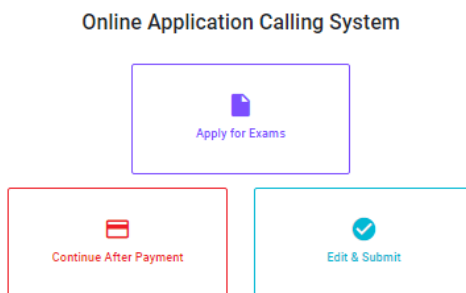 Online Application Calling System
Apply for Exams
Continue After Payment
Edit & Submit